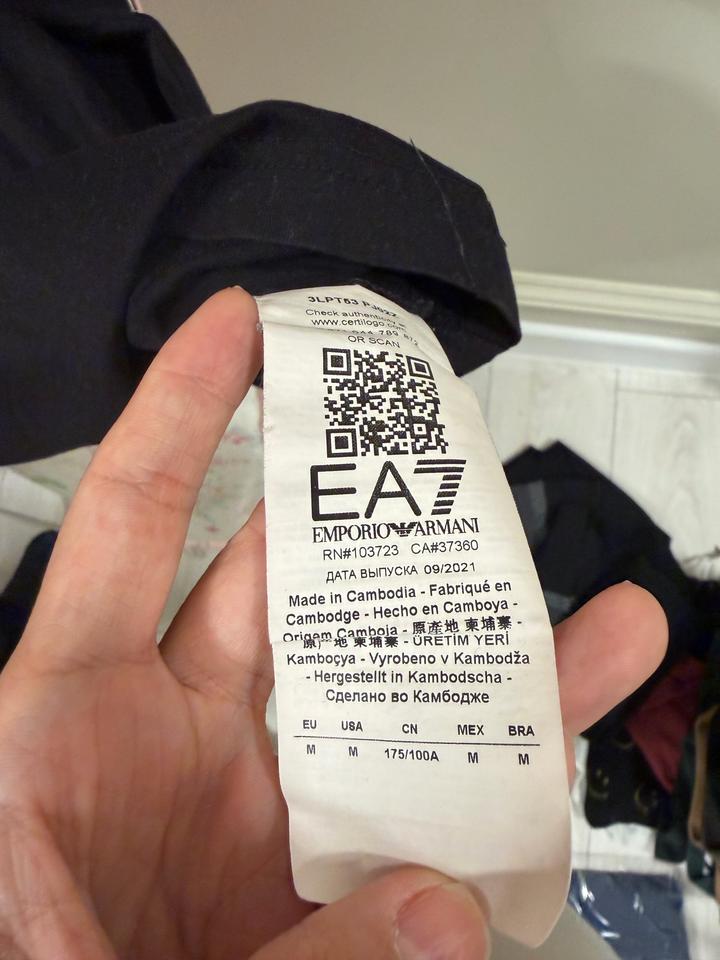 3LPT53
Check authenticity at
www.certilogo.com
OR SCAN
EA7
EMPORIO ARMANI
RN#103723 CA#37360
ДАТА ВЫПУСКА 09/2021
Made in Cambodia - Fabriqué en
Cambodge - Hecho en Camboya -
Origem Camboja - 原產地 柬埔寨 -
地 柬埔寨 - ÜRETİM YERİ
Kamboçya - Vyrobeno v Kambodža
- Hergestellt in Kambodscha -
Сделано во Камбодже
EU USA CN MEX BRA
M M 175/100A M M